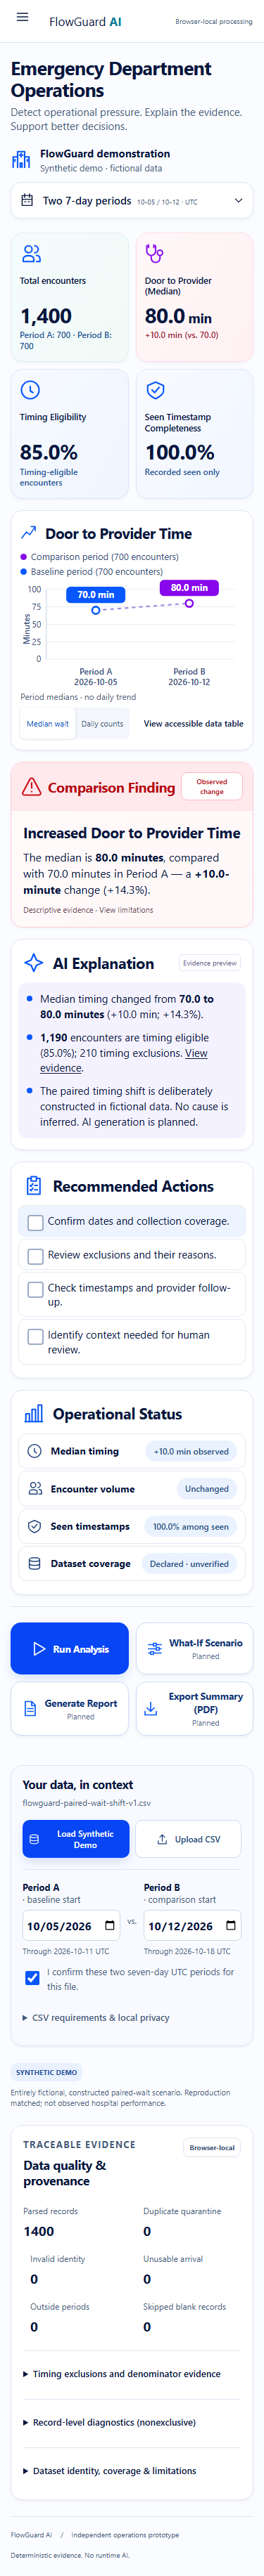 FlowGuard AI
Browser-local processing
Emergency Department
Operations
Detect operational pressure. Explain the evidence.
Support better decisions.
FlowGuard demonstration
Synthetic demo · fictional data
Two 7-day periods 10-05 / 10-12 · UTC
Total encounters
1,400
Period A: 700 · Period B:
700
Door to Provider
(Median)
80.0 min
+10.0 min (vs. 70.0)
Timing Eligibility
85.0%
Timing-eligible
encounters
Seen Timestamp
Completeness
100.0%
Recorded seen only
Door to Provider Time
Comparison period (700 encounters)
Baseline period (700 encounters)
Minutes
100
75
50
25
0
70.0 min
80.0 min
Period A
2026-10-05
Period B
2026-10-12
Period medians · no daily trend
Median wait
Daily counts
View accessible data table
Comparison Finding
Observed
change
Increased Door to Provider Time
The median is 80.0 minutes, compared
with 70.0 minutes in Period A — a +10.0-
minute change (+14.3%).
Descriptive evidence · View limitations
AI Explanation
Evidence preview
Median timing changed from 70.0 to
80.0 minutes (+10.0 min; +14.3%).
1,190 encounters are timing eligible
(85.0%); 210 timing exclusions. View
evidence.
The paired timing shift is deliberately
constructed in fictional data. No cause is
inferred. AI generation is planned.
Recommended Actions
Confirm dates and collection coverage.
Review exclusions and their reasons.
Check timestamps and provider follow-
up.
Identify context needed for human
review.
Operational Status
Median timing
+10.0 min observed
Encounter volume
Unchanged
Seen timestamps
100.0% among seen
Dataset coverage
Declared · unverified
Run Analysis
What-If Scenario
Planned
Generate Report
Planned
Export Summary
(PDF)
Planned
Your data, in context
flowguard-paired-wait-shift-v1.csv
Load Synthetic
Demo
Upload CSV
Period A
· baseline start
10/05/2026
Through 2026-10-11 UTC
vs.
Period B
· comparison start
10/12/2026
Through 2026-10-18 UTC
I confirm these two seven-day UTC periods for
this file.
CSV requirements & local privacy
SYNTHETIC DEMO
Entirely fictional, constructed paired-wait scenario. Reproduction
matched; not observed hospital performance.
TRACEABLE EVIDENCE
Browser-local
Data quality &
provenance
Parsed records
1400
Duplicate quarantine
0
Invalid identity
0
Unusable arrival
0
Outside periods
0
Skipped blank records
0
Timing exclusions and denominator evidence
Record-level diagnostics (nonexclusive)
Dataset identity, coverage & limitations
FlowGuard AI / Independent operations prototype
Deterministic evidence. No runtime AI.